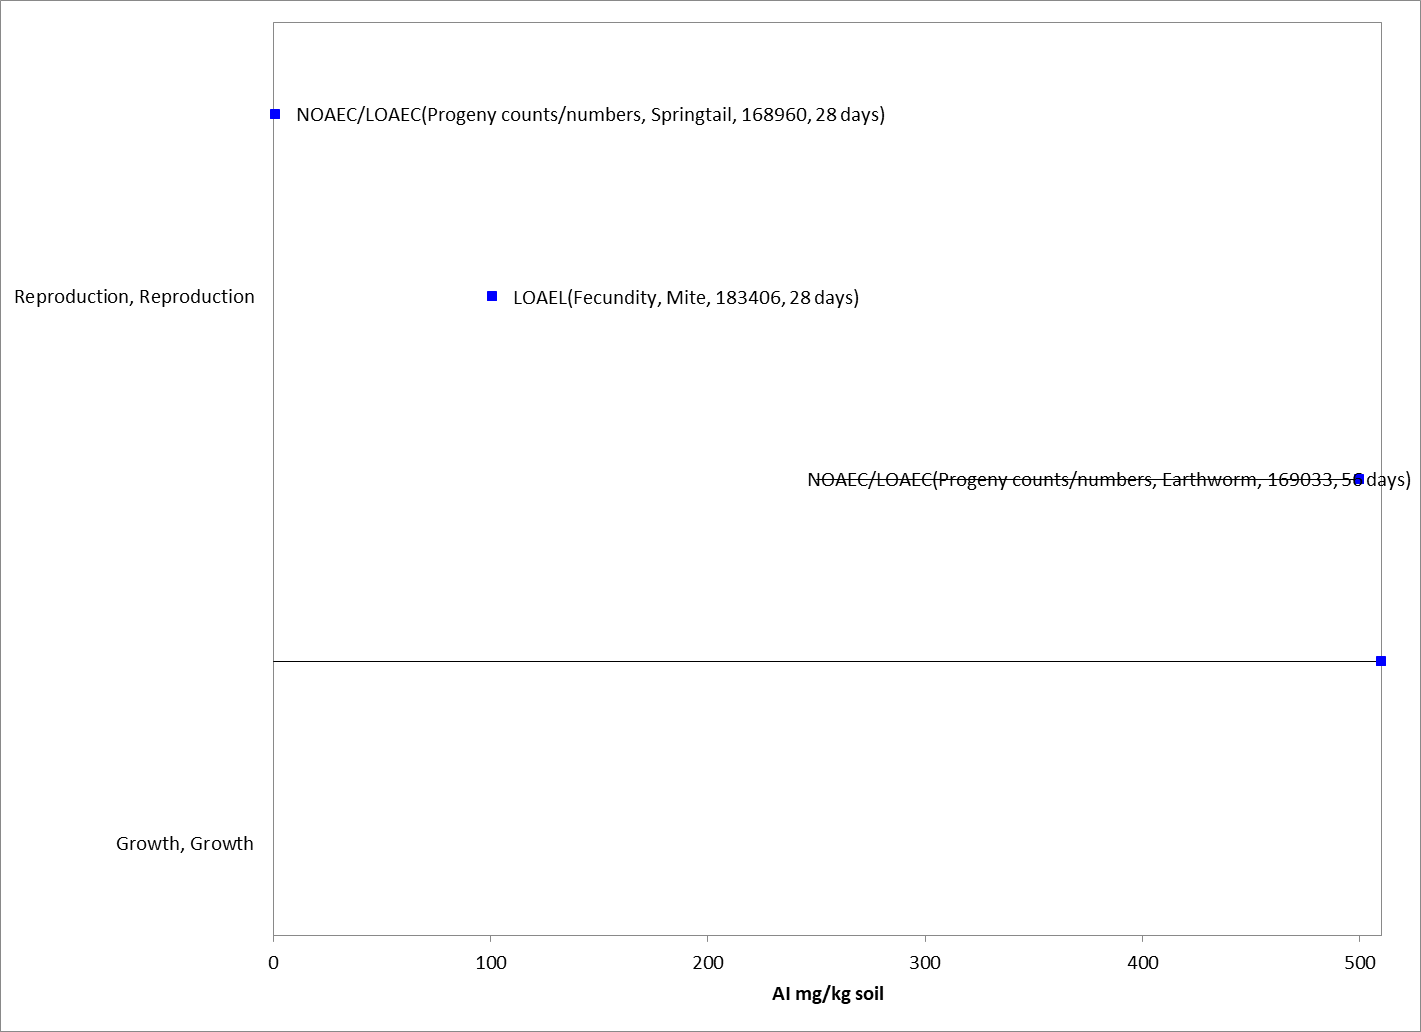 NOAEC/LOAEC(Progeny counts/numbers, Springtail, 168960, 28 days)
Reproduction, Reproduction
LOAEL(Fecundity, Mite, 183406, 28 days)
NOAEC/LOAEC(Progeny counts/numbers, Earthworm, 169033, 56 days)
Growth, Growth
0 100 200 300 400 500
AI mg/kg soil